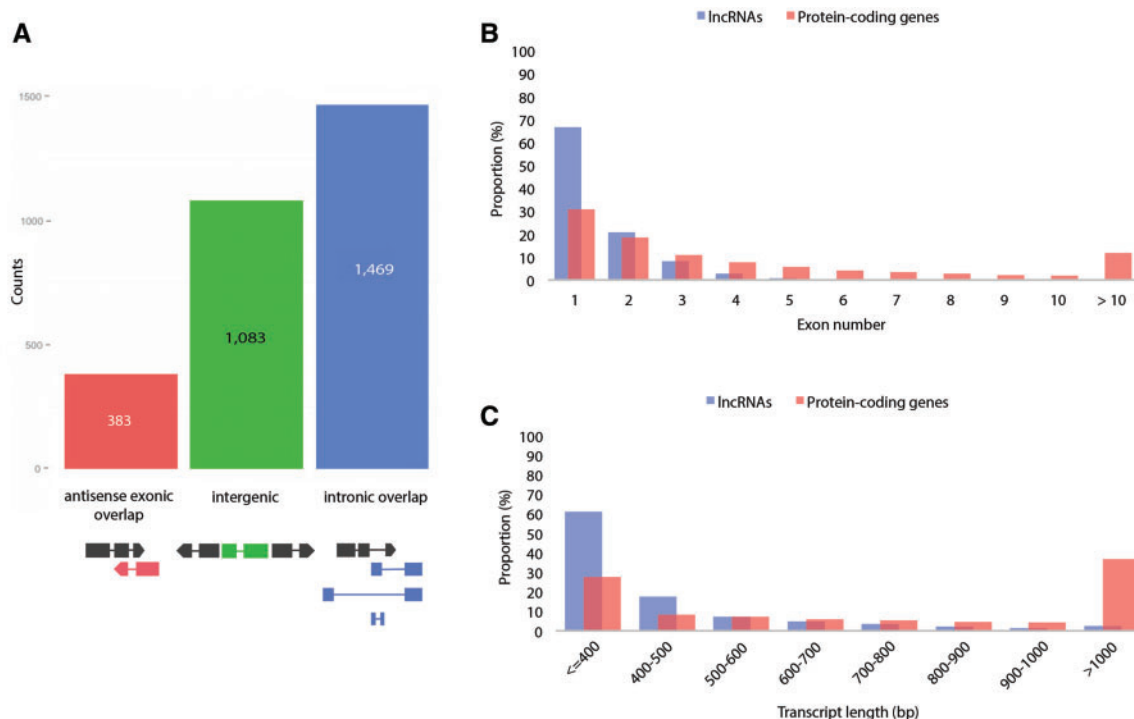 A
1500
1000
500
0
Counts
383
1,083
1,469
antisense exonic
overlap
intergenic
intronic overlap
B
lncRNAs
Protein-coding genes
100
90
80
70
60
50
40
30
20
10
0
Proportion (%)
1 2 3 4 5 6 7 8 9 10 > 10
Exon number
C
lncRNAs
Protein-coding genes
100
90
80
70
60
50
40
30
20
10
0
Proportion (%)
<=400
400-500
500-600
600-700
700-800
800-900
900-1000
>1000
Transcript length (bp)